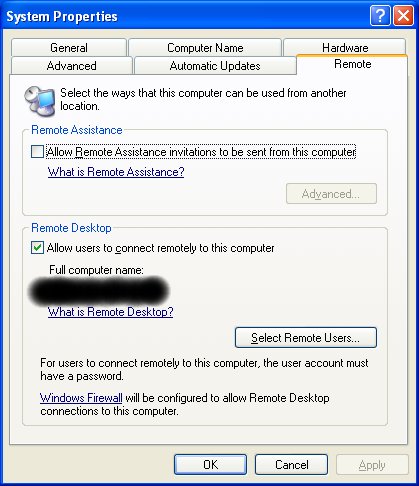 System Properties
General Computer Name Hardware
Advanced Automatic Updates Remote
Select the ways that this computer can be used from another
location.
Remote Assistance
Allow Remote Assistance invitations to be sent from this computer
What is Remote Assistance?
Advanced...
Remote Desktop
Allow users to connect remotely to this computer
Full computer name:
What is Remote Desktop?
Select Remote Users...
For users to connect remotely to this computer, the user account must
have a password.
Windows Firewall will be configured to allow Remote Desktop
connections to this computer.
OK Cancel Apply